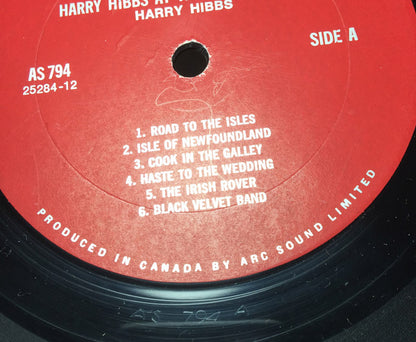 HARRY HIBBS AT
HARRY HIBBS
SIDE A
AS 794
25284-12
1. ROAD TO THE ISLES
2. ISLE OF NEWFOUNDLAND
3. COOK IN THE GALLEY
4. HASTE TO THE WEDDING
5. THE IRISH ROVER
6. BLACK VELVET BAND
PRODUCED IN CANADA BY ARC SOUND LIMITED
AS 794 A